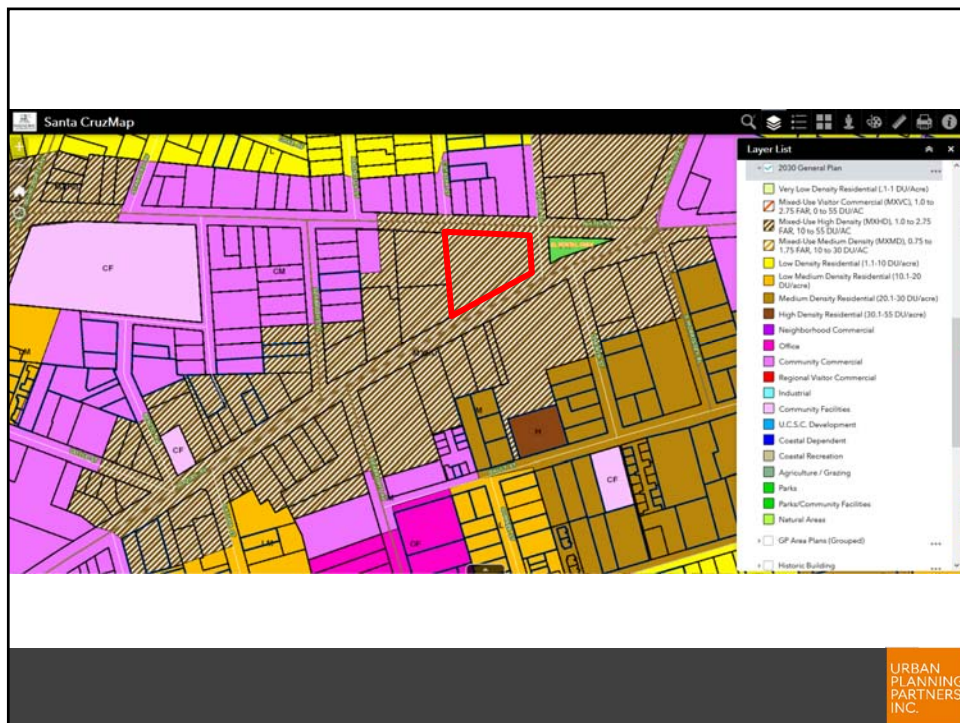 Santa CruzMap
Layer List
2030 General Plan
Very Low Density Residential (.1-1 DU/Acre)
Mixed-Use Visitor Commercial (MXVC), 1.0 to
2.75 FAR, 0 to 55 DU/AC
Mixed-Use High Density (MXHD), 1.0 to 2.75
FAR, 10 to 55 DU/AC
Mixed-Use Medium Density (MXMD), 0.75 to
1.75 FAR, 10 to 30 DU/AC
Low Density Residential (1.1-10 DU/acre)
Low Medium Density Residential (10.1-20
DU/acre)
Medium Density Residential (20.1-30 DU/acre)
High Density Residential (30.1-55 DU/acre)
Neighborhood Commercial
Office
Community Commercial
Regional Visitor Commercial
Industrial
Community Facilities
U.C.S.C. Development
Coastal Dependent
Coastal Recreation
Agriculture / Grazing
Parks
Parks/Community Facilities
Natural Areas
GP Area Plans (Grouped)
Historic Building
CF
CM
LM
CF
M
H
CF
LM
OF
URBAN
PLANNING
PARTNERS
INC.